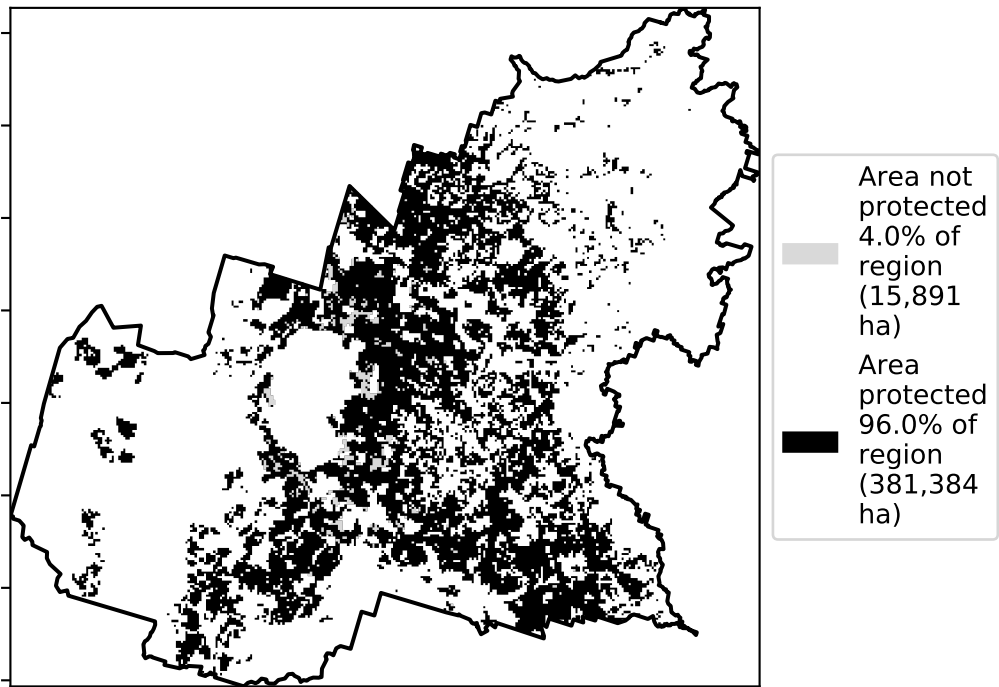 Area not
protected
4.0% of
region
(15,891
ha)
Area
protected
96.0% of
region
(381,384
ha)